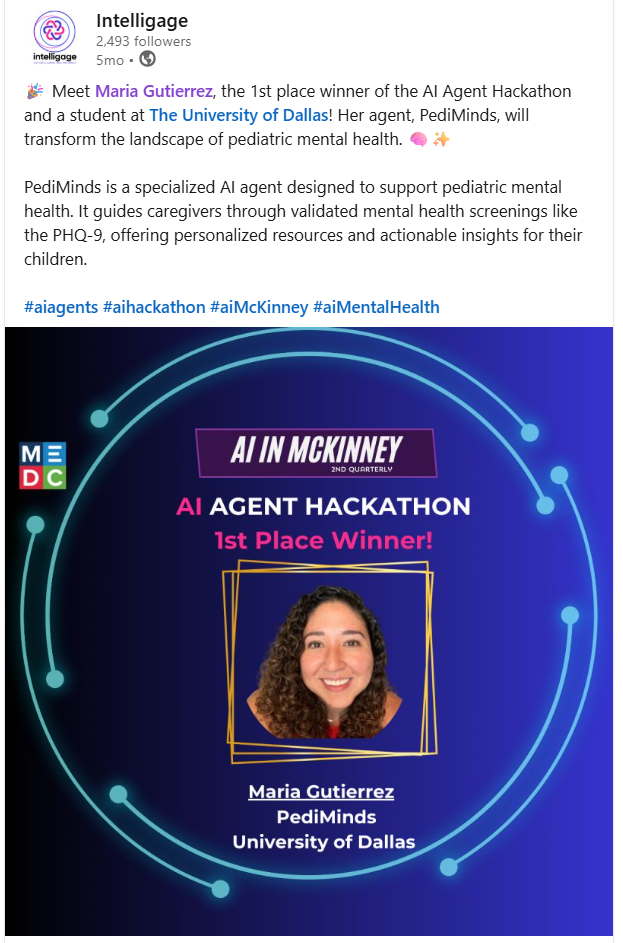 Intelligage
intelligage
2,493 followers
5mo •
🎉 Meet Maria Gutierrez, the 1st place winner of the AI Agent Hackathon
and a student at The University of Dallas! Her agent, PediMinds, will
transform the landscape of pediatric mental health. 🧠 ✨
PediMinds is a specialized AI agent designed to support pediatric mental
health. It guides caregivers through validated mental health screenings like
the PHQ-9, offering personalized resources and actionable insights for their
children.
#aiagents #aihackathon #aiMcKinney #aiMentalHealth
AI IN MCKINNEY
2ND QUARTERLY
ME
DC
AI AGENT HACKATHON
1st Place Winner!
Maria Gutierrez
PediMinds
University of Dallas